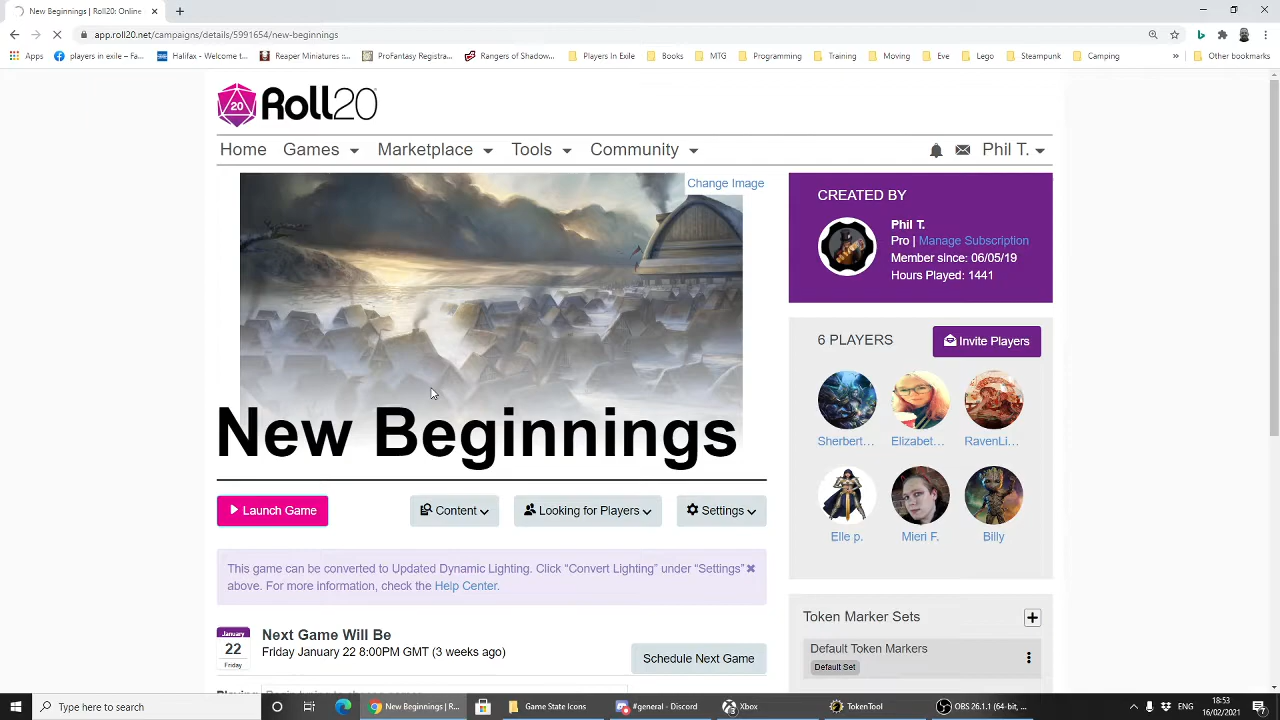 New Beginnings | Roll20: Online
app.roll20.net/campaigns/details/5991654/new-beginnings
Apps
players in exile – Fa...
Halifax - Welcome t...
Reaper Miniatures ::...
ProFantasy Registrat...
Rangers of Shadow...
Players In Exile
Books
MTG
Programming
Training
Moving
Eve
Lego
Steampunk
Camping
»
Other bookmarks
20 Roll20
Home
Games
Marketplace
Tools
Community
Phil T.
Change Image
New Beginnings
Launch Game
Content
Looking for Players
Settings
This game can be converted to Updated Dynamic Lighting. Click “Convert Lighting” under “Settings”
above. For more information, check the Help Center.
January
22
Friday
Next Game Will Be
Friday January 22 8:00PM GMT (3 weeks ago)
Schedule Next Game
CREATED BY
Phil T.
Pro | Manage Subscription
Member since: 06/05/19
Hours Played: 1441
6 PLAYERS
Invite Players
Sherbert...
Elizabet...
RavenLi...
Elle p.
Mieri F.
Billy
Token Marker Sets
Default Token Markers
Default Set
Type here to search
New Beginnings | R...
Game State Icons
#general - Discord
Xbox
TokenTool
OBS 26.1.1 (64-bit, ...
18:53
16/02/2021